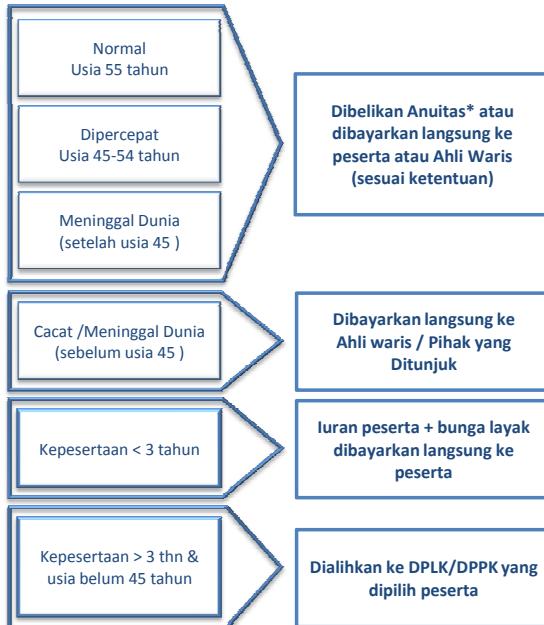 Normal
Usia 55 tahun
Dipercepat
Usia 45-54 tahun
Meninggal Dunia
(setelah usia 45 )
Dibelikan Anuitas* atau
dibayarkan langsung ke
peserta atau Ahli Waris
(sesuai ketentuan)
Cacat /Meninggal Dunia
(sebelum usia 45 )
Dibayarkan langsung ke
Ahli waris / Pihak yang
Ditunjuk
Kepesertaan < 3 tahun
Iuran peserta + bunga layak
dibayarkan langsung ke
peserta
Kepesertaan > 3 thn &
usia belum 45 tahun
Dialihkan ke DPLK/DPPK yang
dipilih peserta